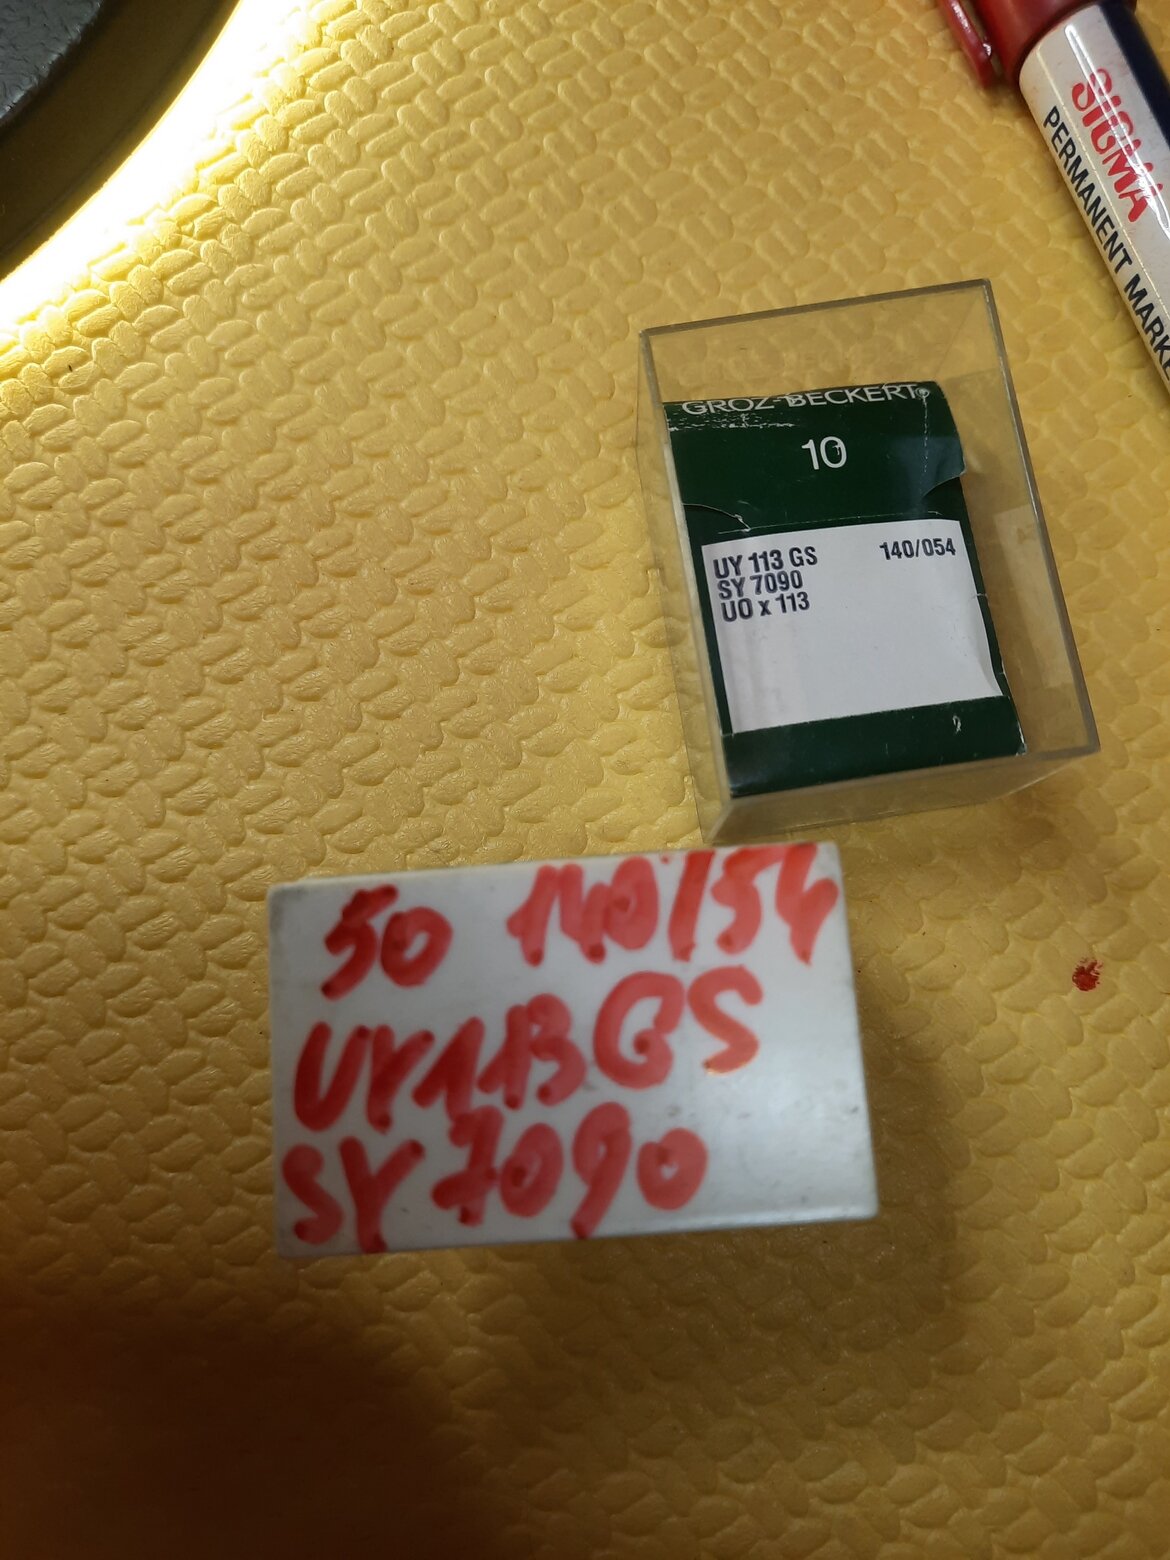 SIGMA
PERMANENT MARKE
GROZ-BECKERT
10
UY 113 GS 140/054
SY 7090
UO x 113
50 140/54
UY113GS
SY 7090